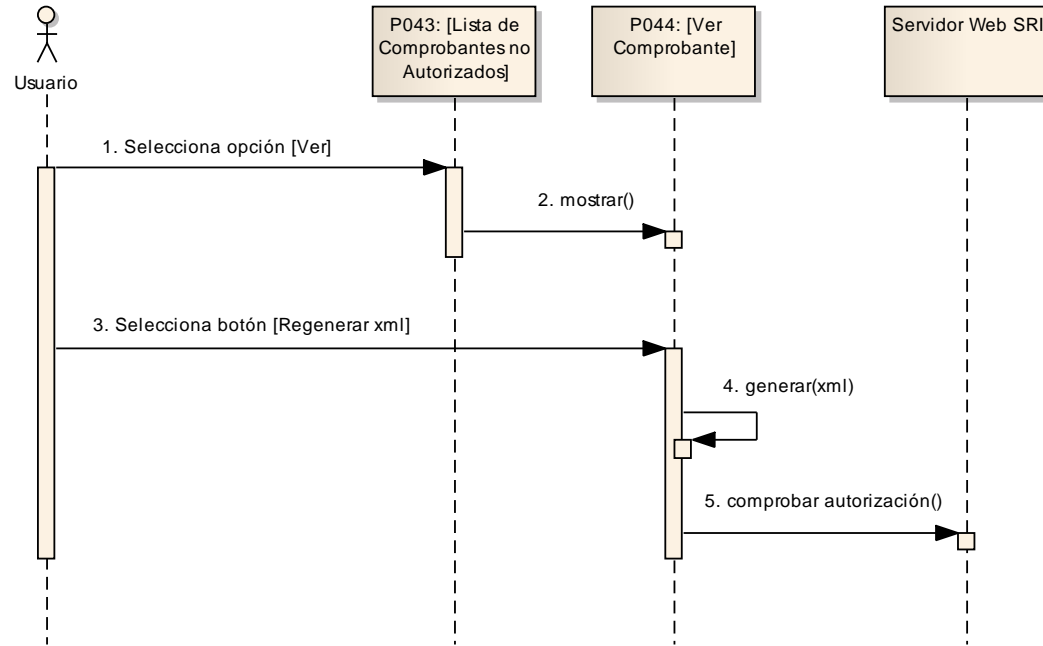 Usuario
P043: [Lista de
Comprobantes no
Autorizados]
P044: [Ver
Comprobante]
Servidor Web SRI
1. Selecciona opción [Ver]
2. mostrar()
3. Selecciona botón [Regenerar xml]
4. generar(xml)
5. comprobar autorización()